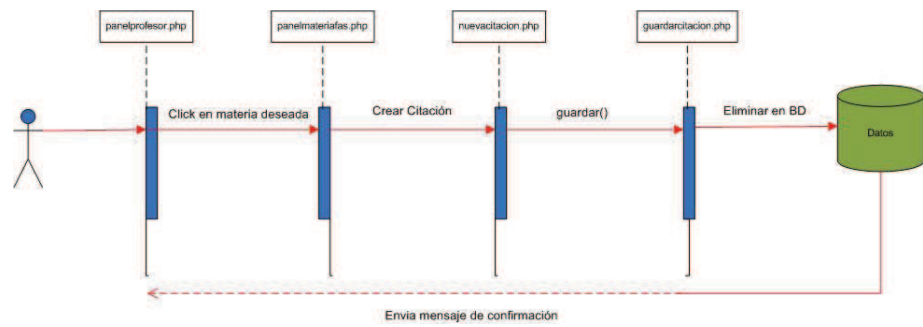 panelprofesor.php
panelmateriafas.php
nuevacitacion.php
guardarcitacion.php
Click en materia deseada
Crear Citación
guardar()
Eliminar en BD
Datos
Envia mensaje de confirmación